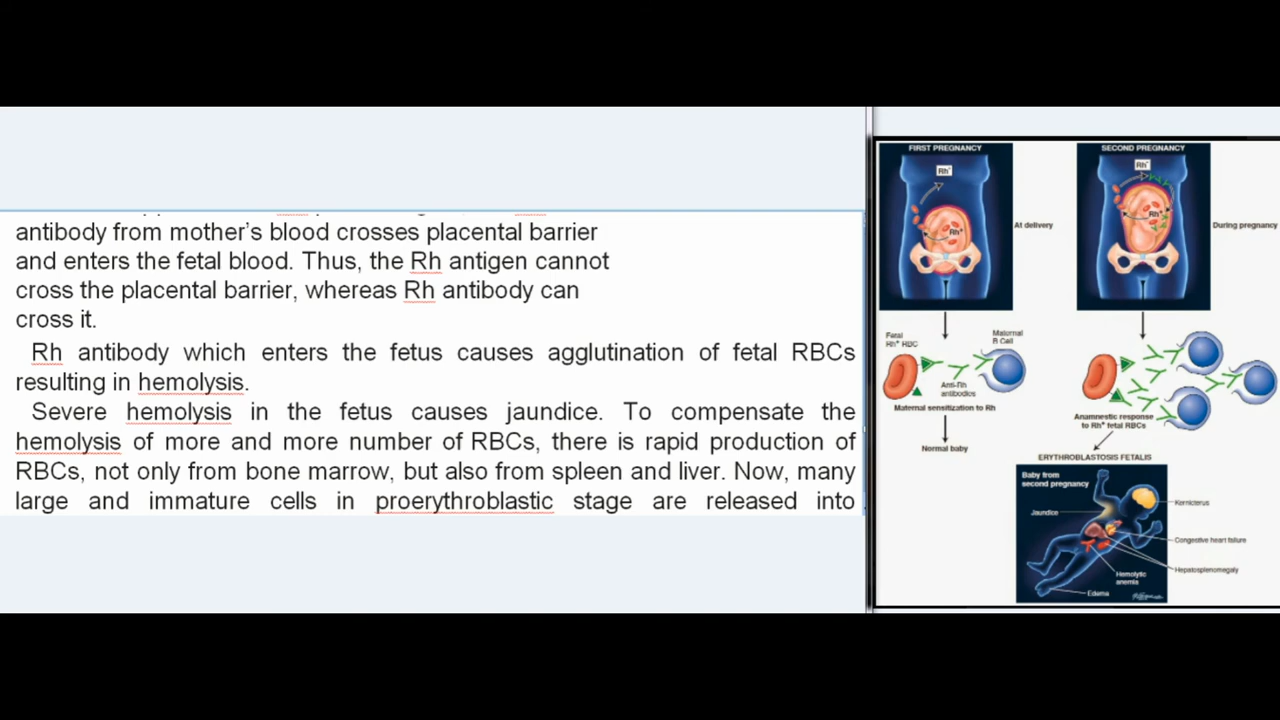 antibody from mother’s blood crosses placental barrier
and enters the fetal blood. Thus, the Rh antigen cannot
cross the placental barrier, whereas Rh antibody can
cross it.
Rh antibody which enters the fetus causes agglutination of fetal RBCs
resulting in hemolysis.
Severe hemolysis in the fetus causes jaundice. To compensate the
hemolysis of more and more number of RBCs, there is rapid production of
RBCs, not only from bone marrow, but also from spleen and liver. Now, many
large and immature cells in proerythroblastic stage are released into
FIRST PREGNANCY
Rh⁻
Rh⁺
At delivery
Fetal
Rh⁺ RBC
Maternal
B Cell
Anti-Rh
antibodies
Maternal sensitization to Rh
Normal baby
SECOND PREGNANCY
Rh⁻
Rh⁺
During pregnancy
Anamnestic response
to Rh⁺ fetal RBCs
ERYTHROBLASTOSIS FETALIS
Baby from
second pregnancy
Jaundice
Kernicterus
Congestive heart failure
Hepatosplenomegaly
Hemolytic
anemia
Edema